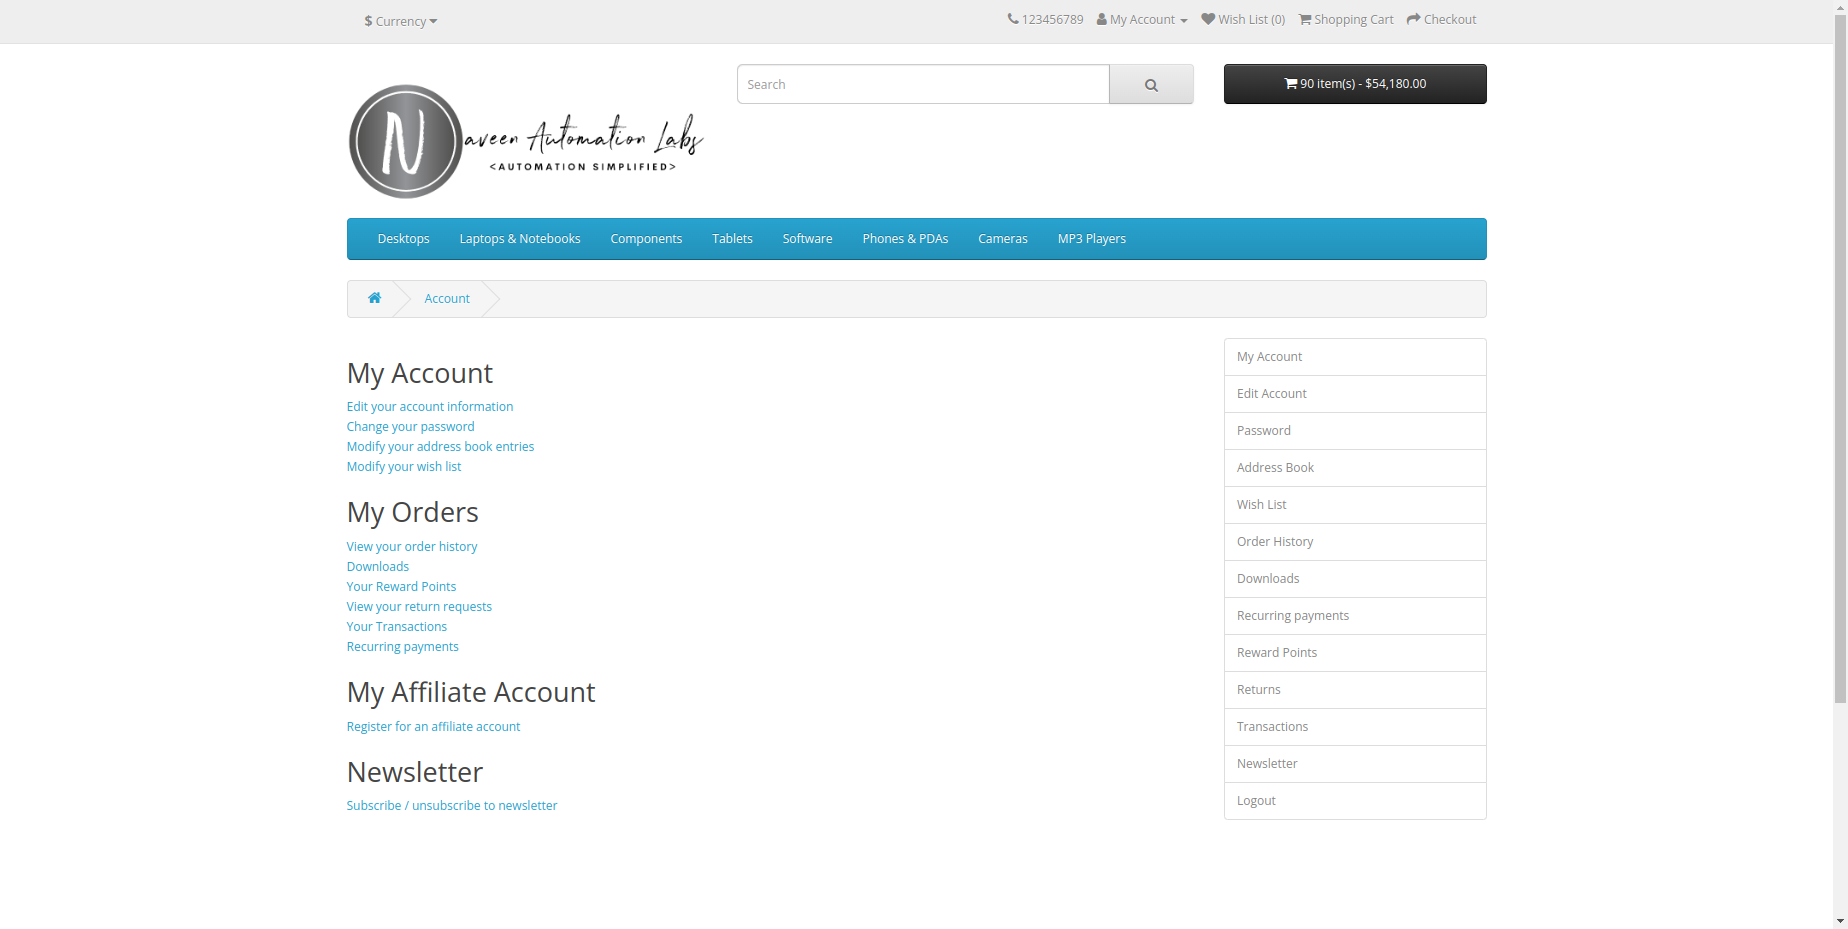 $ Currency
123456789 My Account Wish List (0) Shopping Cart Checkout
Search
90 item(s) - $54,180.00
N
aveen Automation Labs
<AUTOMATION SIMPLIFIED>
Desktops Laptops & Notebooks Components Tablets Software Phones & PDAs Cameras MP3 Players
Account
My Account
Edit your account information
Change your password
Modify your address book entries
Modify your wish list
My Orders
View your order history
Downloads
Your Reward Points
View your return requests
Your Transactions
Recurring payments
My Affiliate Account
Register for an affiliate account
Newsletter
Subscribe / unsubscribe to newsletter
My Account
Edit Account
Password
Address Book
Wish List
Order History
Downloads
Recurring payments
Reward Points
Returns
Transactions
Newsletter
Logout